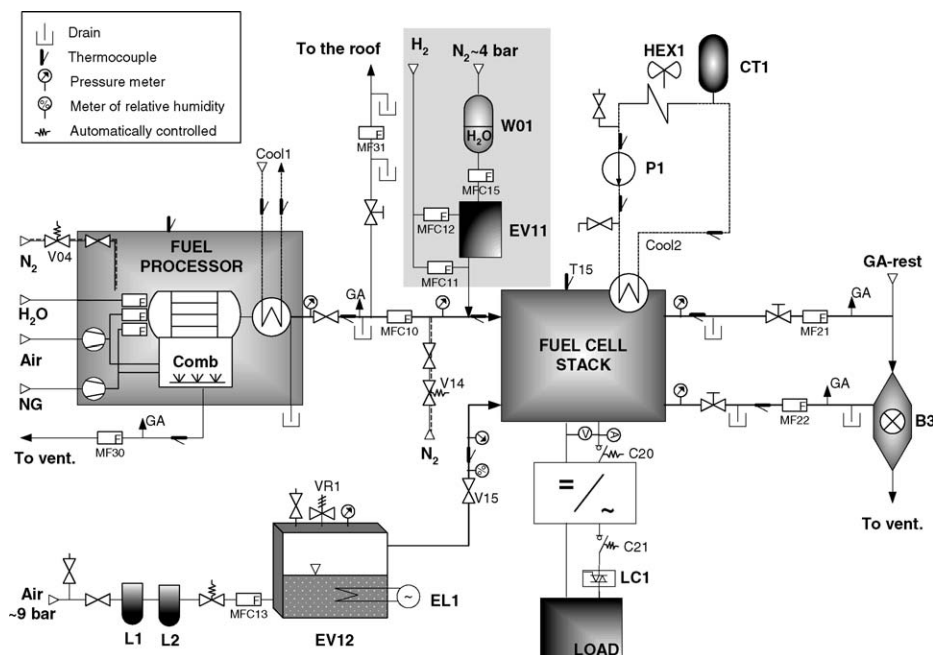 Drain
Thermocouple
Pressure meter
Meter of relative humidity
Automatically controlled
To the roof
H2
N2~4 bar
HEX1
CT1
W01
H2O
MF31
F
Cool1
MFC15
F
P1
MFC12
F
EV11
V04
N2
FUEL
PROCESSOR
MFC11
F
Cool2
T15
GA-rest
H2O
F
F
F
GA
GA
Air
MFC10
F
MF21
F
FUEL CELL
STACK
Comb
NG
V14
GA
GA
MF22
F
B3
To vent.
MF30
F
N2
V
A
C20
%
VR1
V15
=
~
To vent.
C21
Air
~9 bar
MFC13
F
EL1
~
LC1
L1
L2
EV12
LOAD